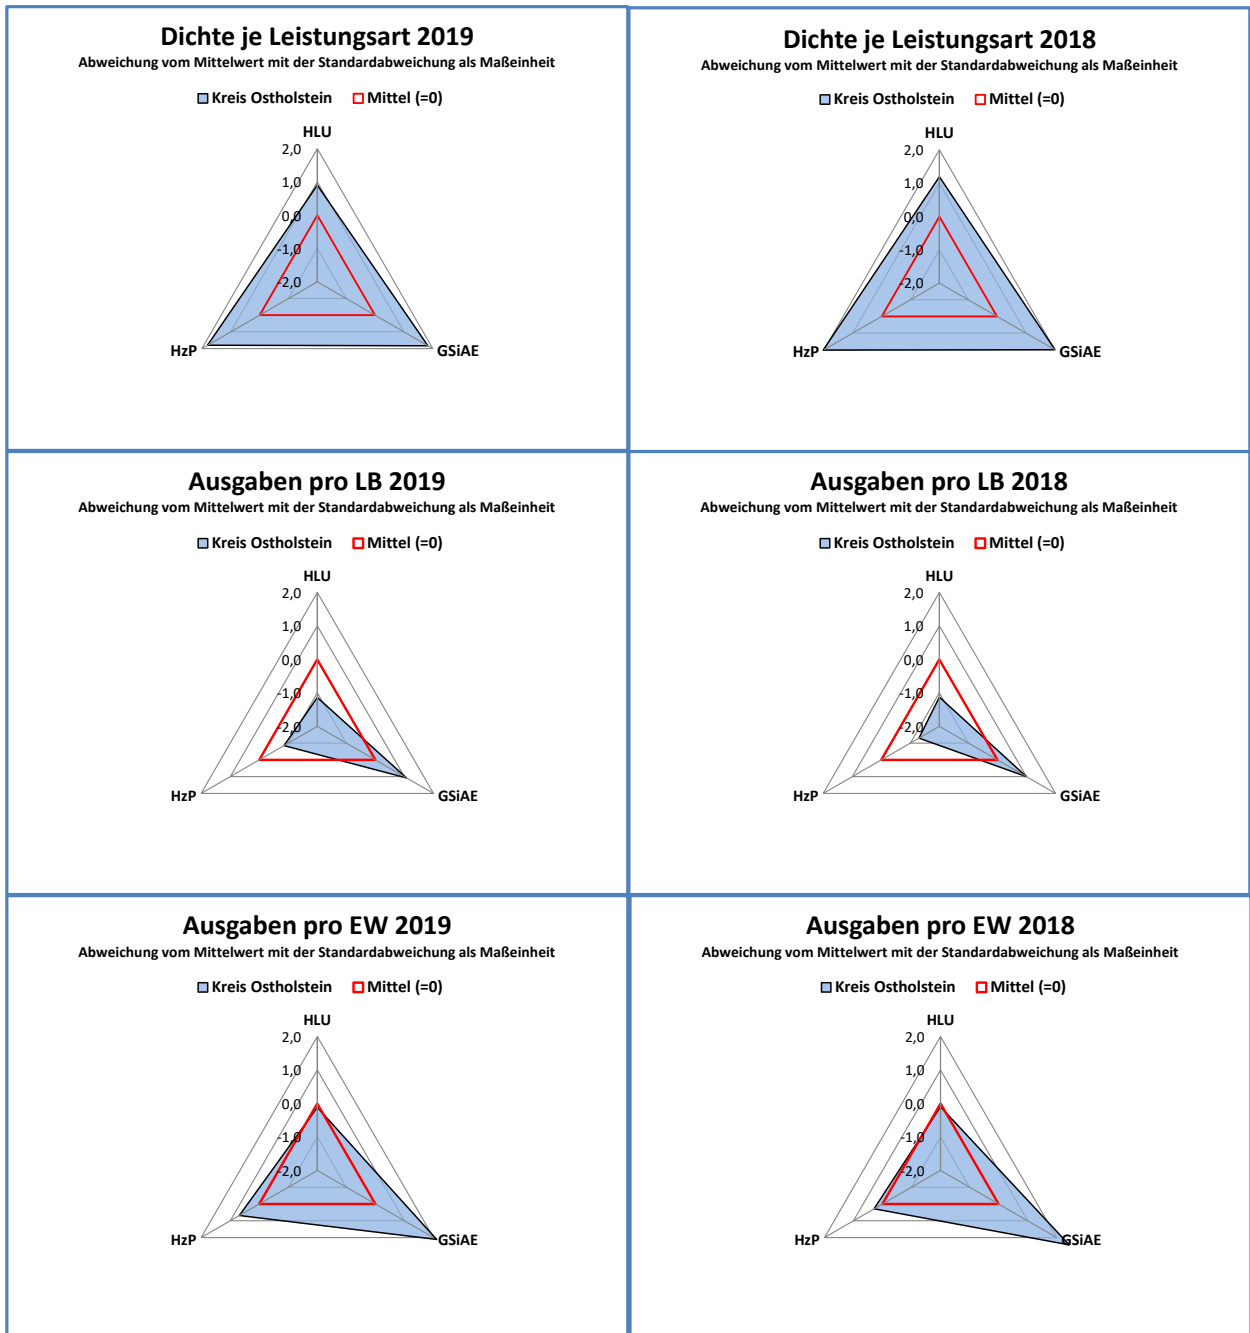 Dichte je Leistungsart 2019
Abweichung vom Mittelwert mit der Standardabweichung als Maßeinheit
Kreis Ostholstein Mittel (=0)
HLU
2,0
1,0
0,0
-1,0
-2,0
HzP
GSiAE
Dichte je Leistungsart 2018
Abweichung vom Mittelwert mit der Standardabweichung als Maßeinheit
Kreis Ostholstein Mittel (=0)
HLU
2,0
1,0
0,0
-1,0
-2,0
HzP
GSiAE
Ausgaben pro LB 2019
Abweichung vom Mittelwert mit der Standardabweichung als Maßeinheit
Kreis Ostholstein Mittel (=0)
HLU
2,0
1,0
0,0
-1,0
-2,0
HzP
GSiAE
Ausgaben pro LB 2018
Abweichung vom Mittelwert mit der Standardabweichung als Maßeinheit
Kreis Ostholstein Mittel (=0)
HLU
2,0
1,0
0,0
-1,0
-2,0
HzP
GSiAE
Ausgaben pro EW 2019
Abweichung vom Mittelwert mit der Standardabweichung als Maßeinheit
Kreis Ostholstein Mittel (=0)
HLU
2,0
1,0
0,0
-1,0
-2,0
HzP
GSiAE
Ausgaben pro EW 2018
Abweichung vom Mittelwert mit der Standardabweichung als Maßeinheit
Kreis Ostholstein Mittel (=0)
HLU
2,0
1,0
0,0
-1,0
-2,0
HzP
GSiAE